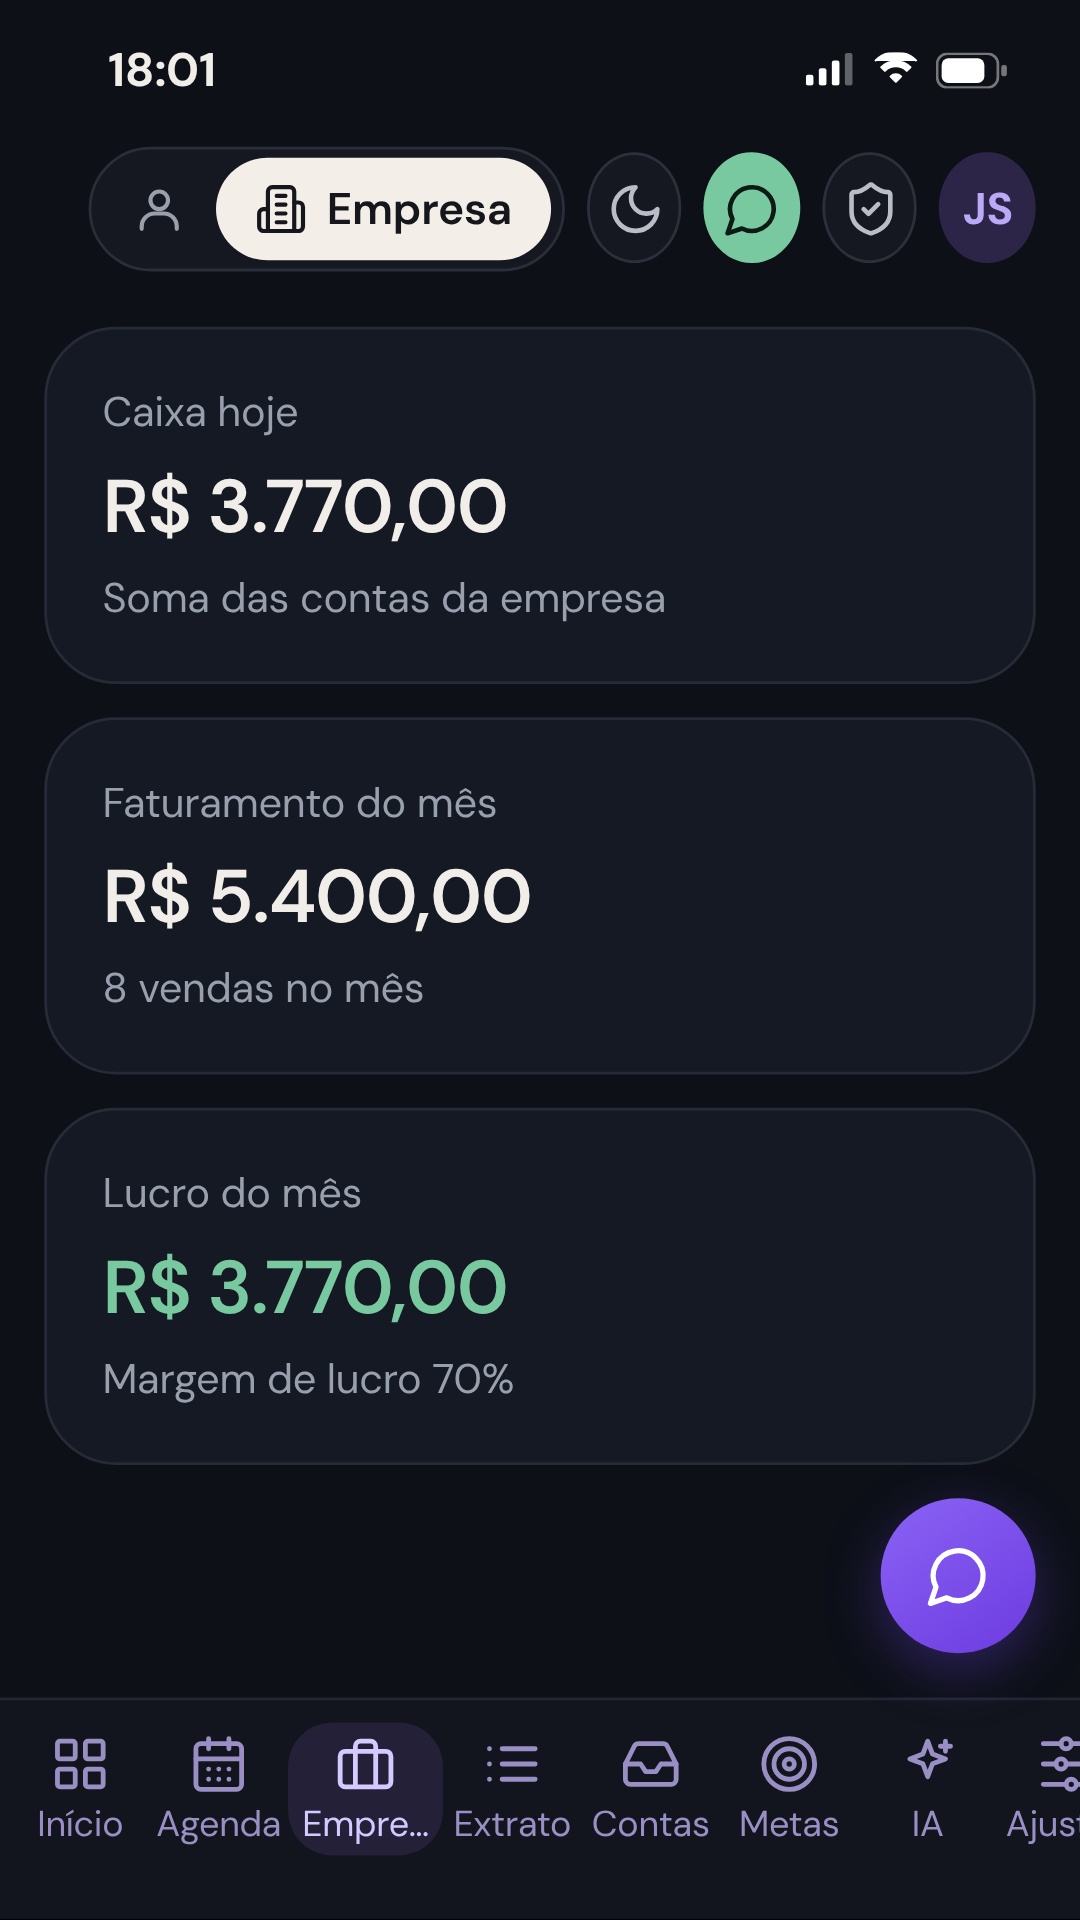 18:01
Empresa
JS
Caixa hoje
R$ 3.770,00
Soma das contas da empresa
Faturamento do mês
R$ 5.400,00
8 vendas no mês
Lucro do mês
R$ 3.770,00
Margem de lucro 70%
Início Agenda Empre... Extrato Contas Metas IA Ajust